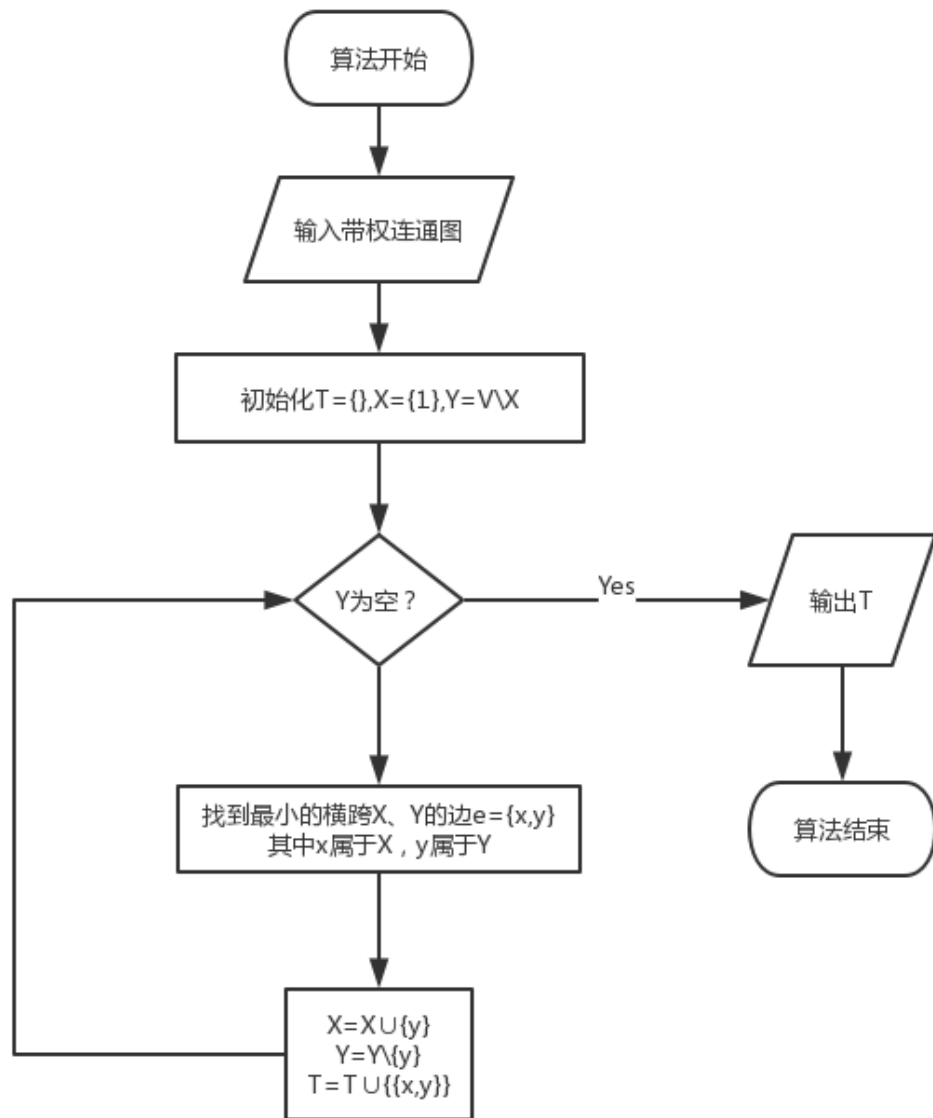 算法开始
输入带权连通图
初始化T={},X={1},Y=V\X
Y为空？
Yes
输出T
找到最小的横跨X、Y的边e={x,y}
其中x属于X，y属于Y
算法结束
X=X∪{y}
Y=Y\{y}
T=T∪{{x,y}}